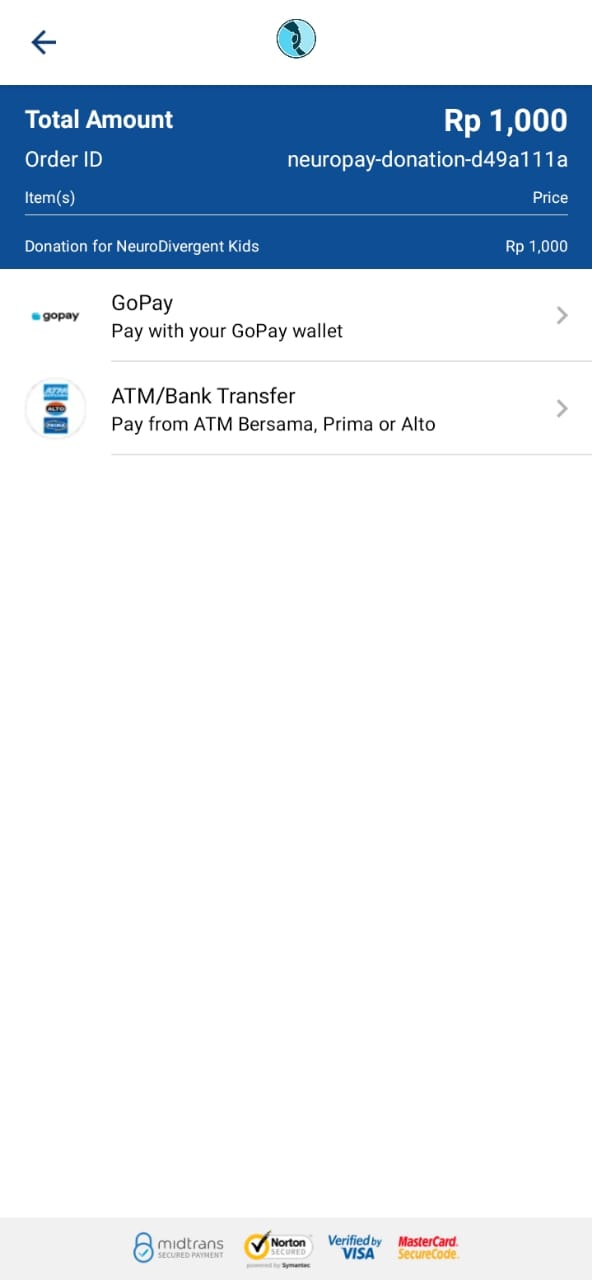 Total Amount Rp 1,000
Order ID neuropay-donation-d49a111a
Item(s) Price
Donation for NeuroDivergent Kids Rp 1,000
gopay
GoPay
Pay with your GoPay wallet
ATM
ALTO
PRIMA
ATM/Bank Transfer
Pay from ATM Bersama, Prima or Alto
midtrans
SECURED PAYMENT
Norton
SECURED
powered by Symantec
Verified by
VISA
MasterCard.
SecureCode.